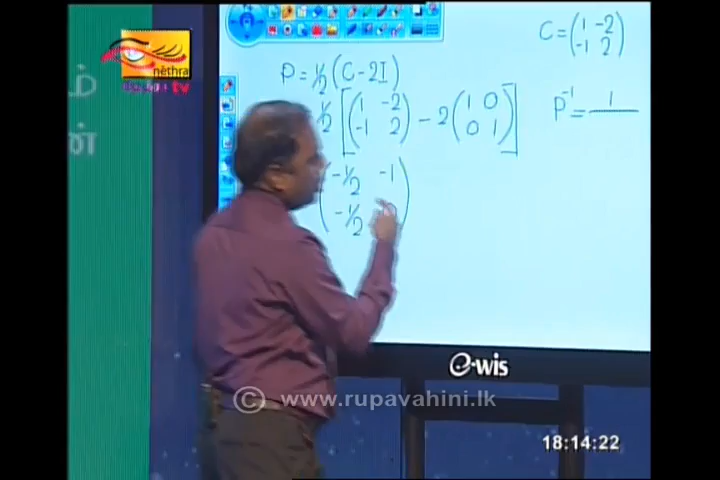 nēthra
tv
ம்
ன்
C = (1 -2
-1 2)
P = 1/2 (C - 2I)
1/2 [(1 -2
-1 2) - 2 (1 0
0 1)]
P⁻¹ = 1
(-1/2 -1
-1/2
e-wis
© www.rupavahini.lk
18:14:22